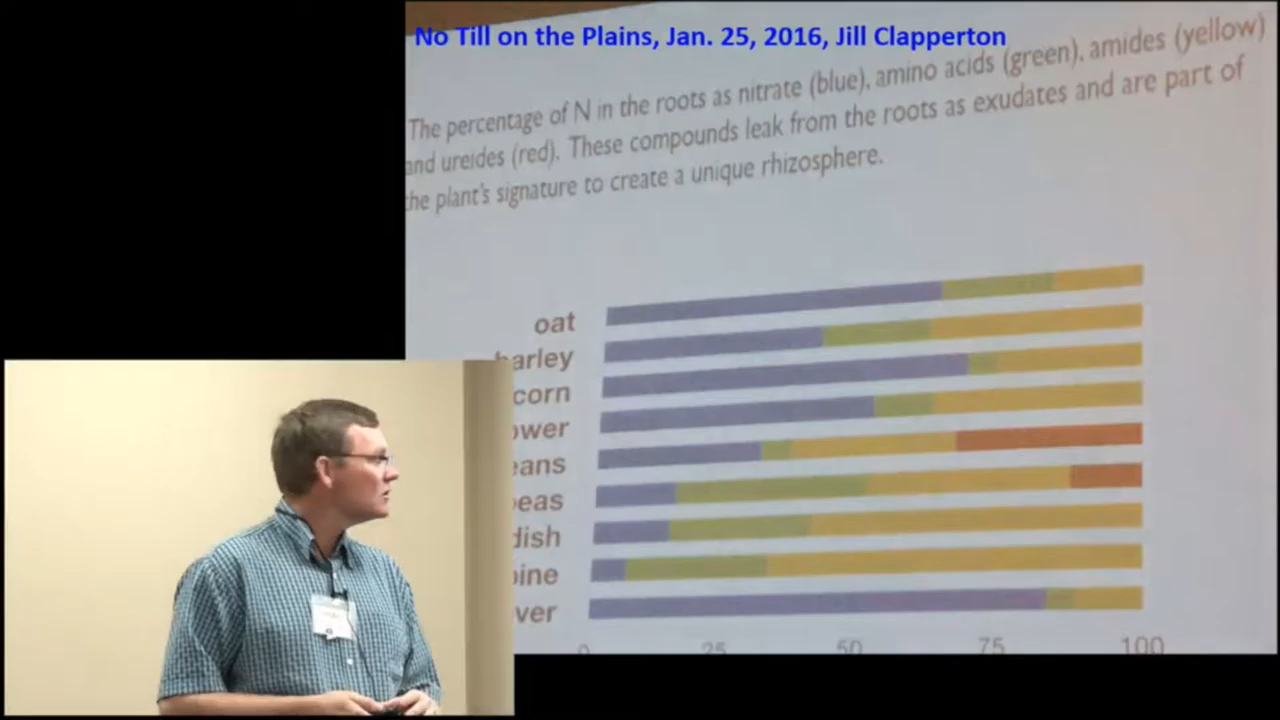 No Till on the Plains, Jan. 25, 2016, Jill Clapperton
The percentage of N in the roots as nitrate (blue), amino acids (green), amides (yellow)
and ureides (red). These compounds leak from the roots as exudates and are part of
the plant's signature to create a unique rhizosphere.
oat
barley
corn
ower
eans
peas
dish
pine
ver
0 25 50 75 100